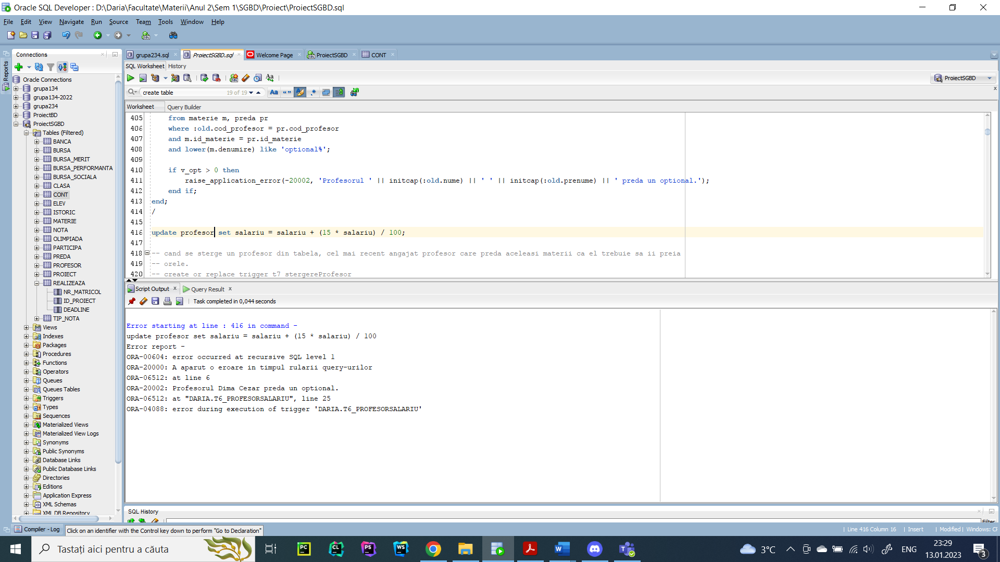 Oracle SQL Developer : D:\Daria\Facultate\Materii\Anul 2\Sem 1\SGBD\Proiect\ProiectSGBD.sql
File Edit View Navigate Run Source Team Tools Window Help
Connections
Reports
Oracle Connections
grupa134
grupa134-2022
grupa234
ProiectBD
ProiectSGBD
Tables (Filtered)
BANCA
BURSA
BURSA_MERIT
BURSA_PERFORMANTA
BURSA_SOCIALA
CLASA
CONT
ELEV
ISTORIC
MATERIE
NOTA
OLIMPIADA
PARTICIPA
PREDA
PROFESOR
PROIECT
REALIZEAZA
NR_MATRICOL
ID_PROIECT
DEADLINE
TIP_NOTA
Views
Indexes
Packages
Procedures
Functions
Operators
Queues
Queues Tables
Triggers
Types
Sequences
Materialized Views
Materialized View Logs
Synonyms
Public Synonyms
Database Links
Public Database Links
Directories
Editions
Application Express
XML Schemas
XML DB Repository
grupa234.sql ProiectSGBD.sql Welcome Page ProiectSGBD CONT
SQL Worksheet History
ProiectSGBD
create table 19 of 19
Worksheet Query Builder
405 from materie m, preda pr
406 where :old.cod_profesor = pr.cod_profesor
407 and m.id_materie = pr.id_materie
408 and lower(m.denumire) like 'optional%';
409
410 if v_opt > 0 then
411 raise_application_error(-20002, 'Profesorul ' || initcap(:old.nume) || ' ' || initcap(:old.prenume) || ' preda un optional.');
412 end if;
413 end;
414 /
415
416 update profesor set salariu = salariu + (15 * salariu) / 100;
417
418 -- cand se sterge un profesor din tabela, cel mai recent angajat profesor care preda aceleasi materii ca el trebuie sa ii preia
419 -- orele.
420 -- create or replace trigger t7_stergereProfesor
Script Output Query Result
Task completed in 0,044 seconds
Error starting at line : 416 in command -
update profesor set salariu = salariu + (15 * salariu) / 100
Error report -
ORA-00604: error occurred at recursive SQL level 1
ORA-20000: A aparut o eroare in timpul rularii query-urilor
ORA-06512: at line 6
ORA-20002: Profesorul Dima Cezar preda un optional.
ORA-06512: at "DARIA.T6_PROFESORSALARIU", line 25
ORA-04088: error during execution of trigger 'DARIA.T6_PROFESORSALARIU'
SQL History
Filter
Compiler - Log
Click on an identifier with the Control key down to perform "Go to Declaration"
Line 416 Column 16 Insert Modified Windows:
Tastați aici pentru a căuta
PC CL PS WS
3°C
ENG
23:29
13.01.2023
3